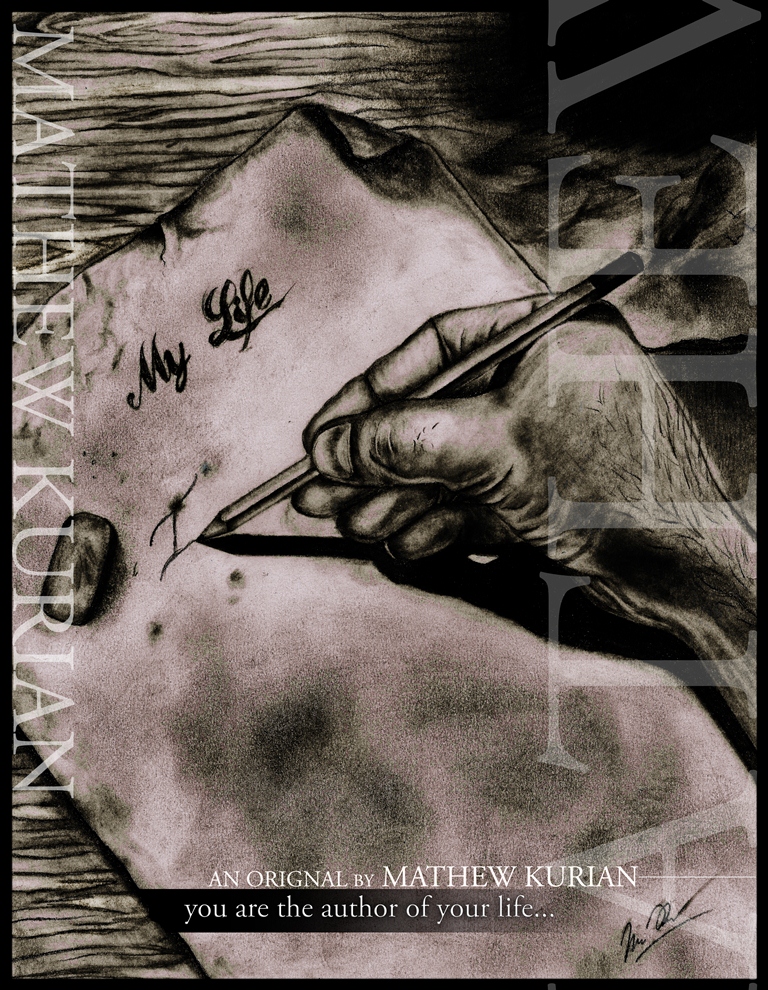 MATHEW KURIAN
My Life
I
AN ORIGNAL BY MATHEW KURIAN
you are the author of your life...